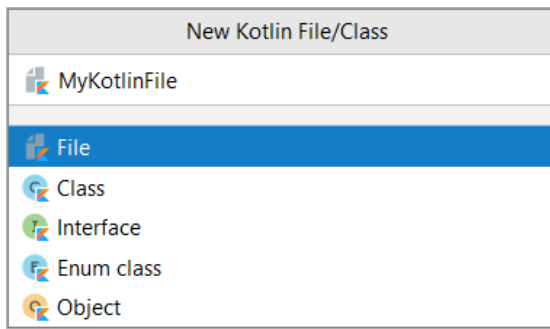 New Kotlin File/Class
MyKotlinFile
File
Class
Interface
Enum class
Object